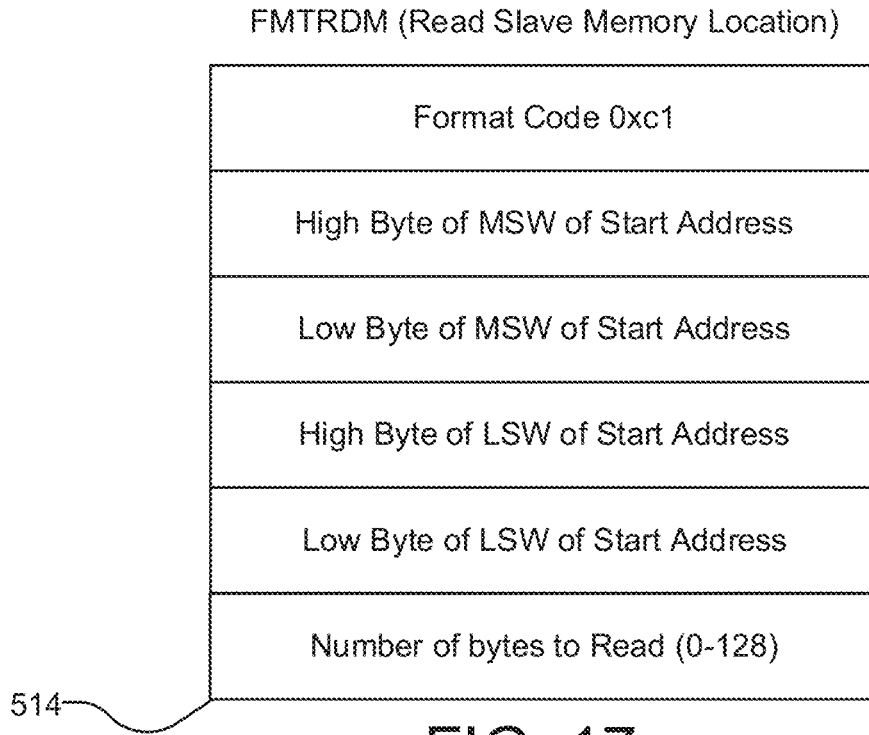 FMTRDM (Read Slave Memory Location)
Format Code 0xc1
High Byte of MSW of Start Address
Low Byte of MSW of Start Address
High Byte of LSW of Start Address
Low Byte of LSW of Start Address
Number of bytes to Read (0-128)
514
FIG. 17